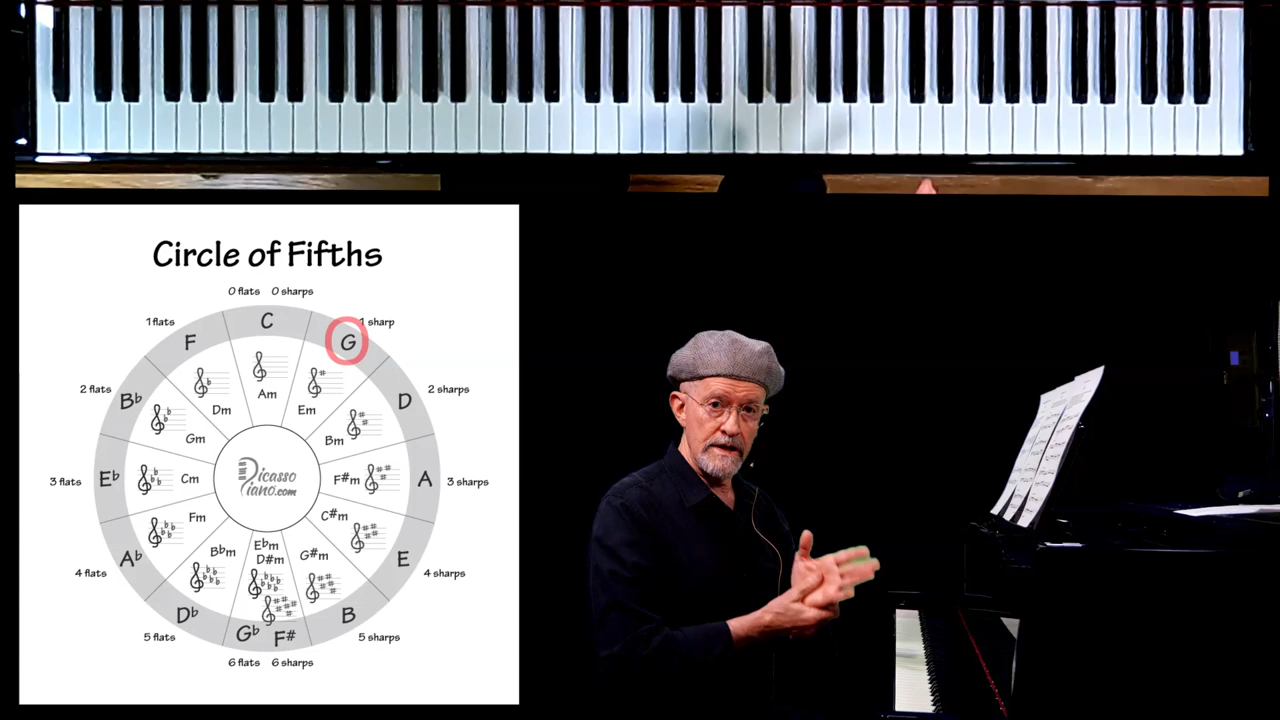 Circle of Fifths
0 flats 0 sharps
1 flats C 1 sharp
F G
2 flats Am 2 sharps
B♭ Dm Em D
Gm Bm
3 flats E♭ Cm Picasso F#m A 3 sharps
Piano.com
Fm C#m
B♭m E♭m G#m
D#m
4 flats A♭ E 4 sharps
D♭ B
5 flats G♭ F# 5 sharps
6 flats 6 sharps